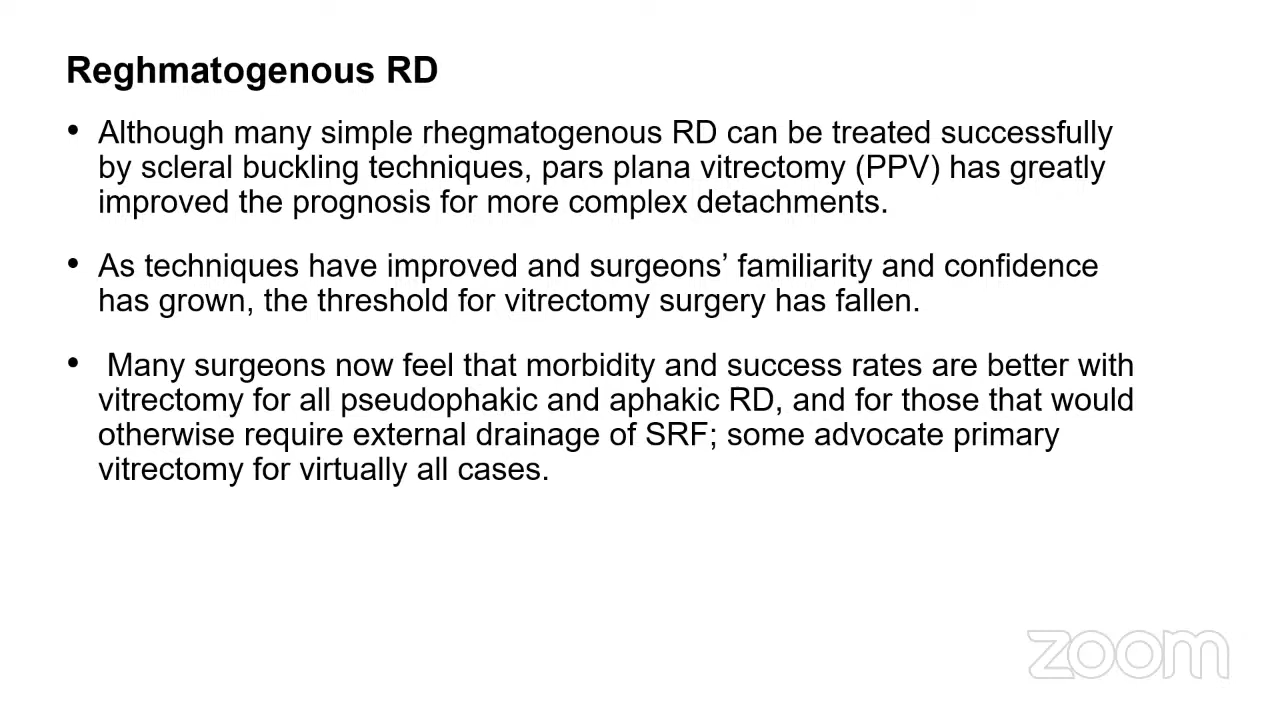 Reghmatogenous RD
• Although many simple rhegmatogenous RD can be treated successfully
by scleral buckling techniques, pars plana vitrectomy (PPV) has greatly
improved the prognosis for more complex detachments.
• As techniques have improved and surgeons’ familiarity and confidence
has grown, the threshold for vitrectomy surgery has fallen.
• Many surgeons now feel that morbidity and success rates are better with
vitrectomy for all pseudophakic and aphakic RD, and for those that would
otherwise require external drainage of SRF; some advocate primary
vitrectomy for virtually all cases.
zoom